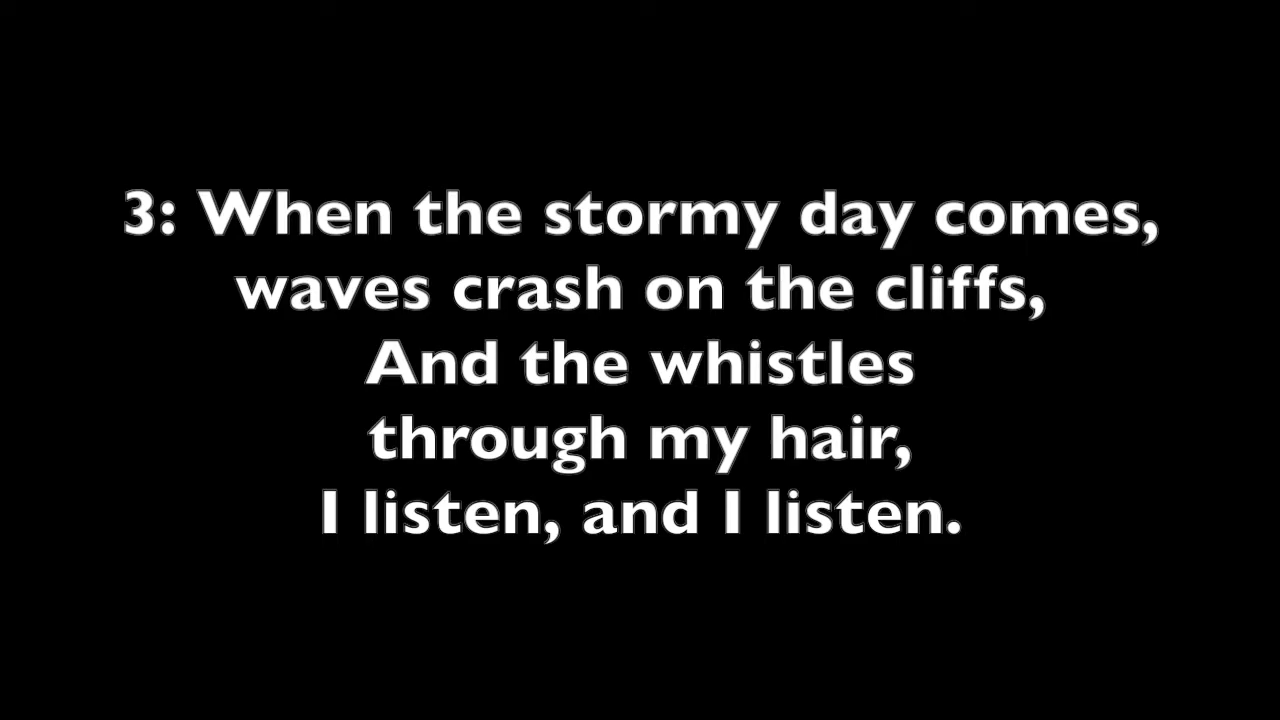 3: When the stormy day comes,
waves crash on the cliffs,
And the whistles
through my hair,
I listen, and I listen.